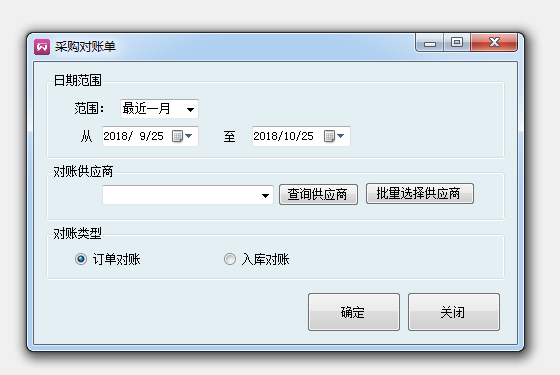 采购对账单
日期范围
范围： 最近一月
从 2018/ 9/25 至 2018/10/25
对账供应商
查询供应商 批量选择供应商
对账类型
订单对账 入库对账
确定 关闭